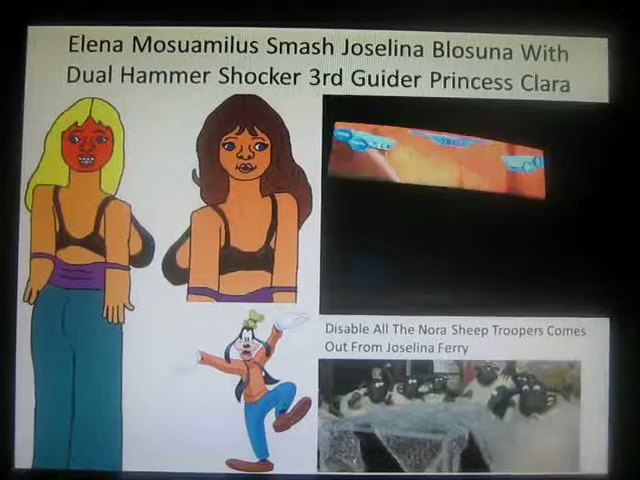 Elena Mosuamilus Smash Joselina Blosuna With
Dual Hammer Shocker 3rd Guider Princess Clara
Disable All The Nora Sheep Troopers Comes
Out From Joselina Ferry